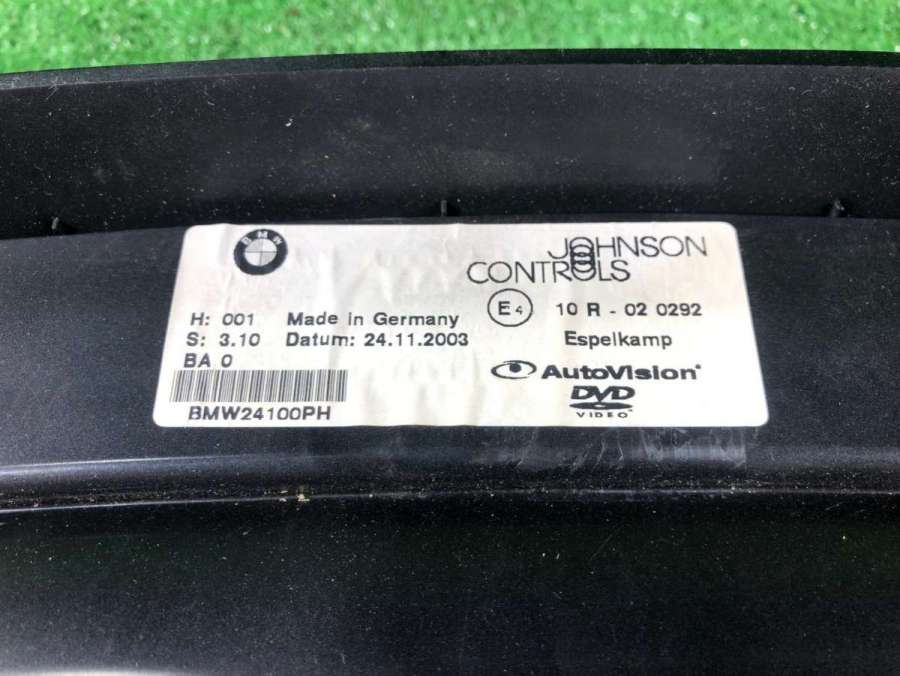 BMW
JOHNSON
CONTROLS
H: 001 Made in Germany
E4 10 R - 02 0292
S: 3.10 Datum: 24.11.2003
Espelkamp
BA 0
AutoVision
DVD
VIDEO
BMW24100PH